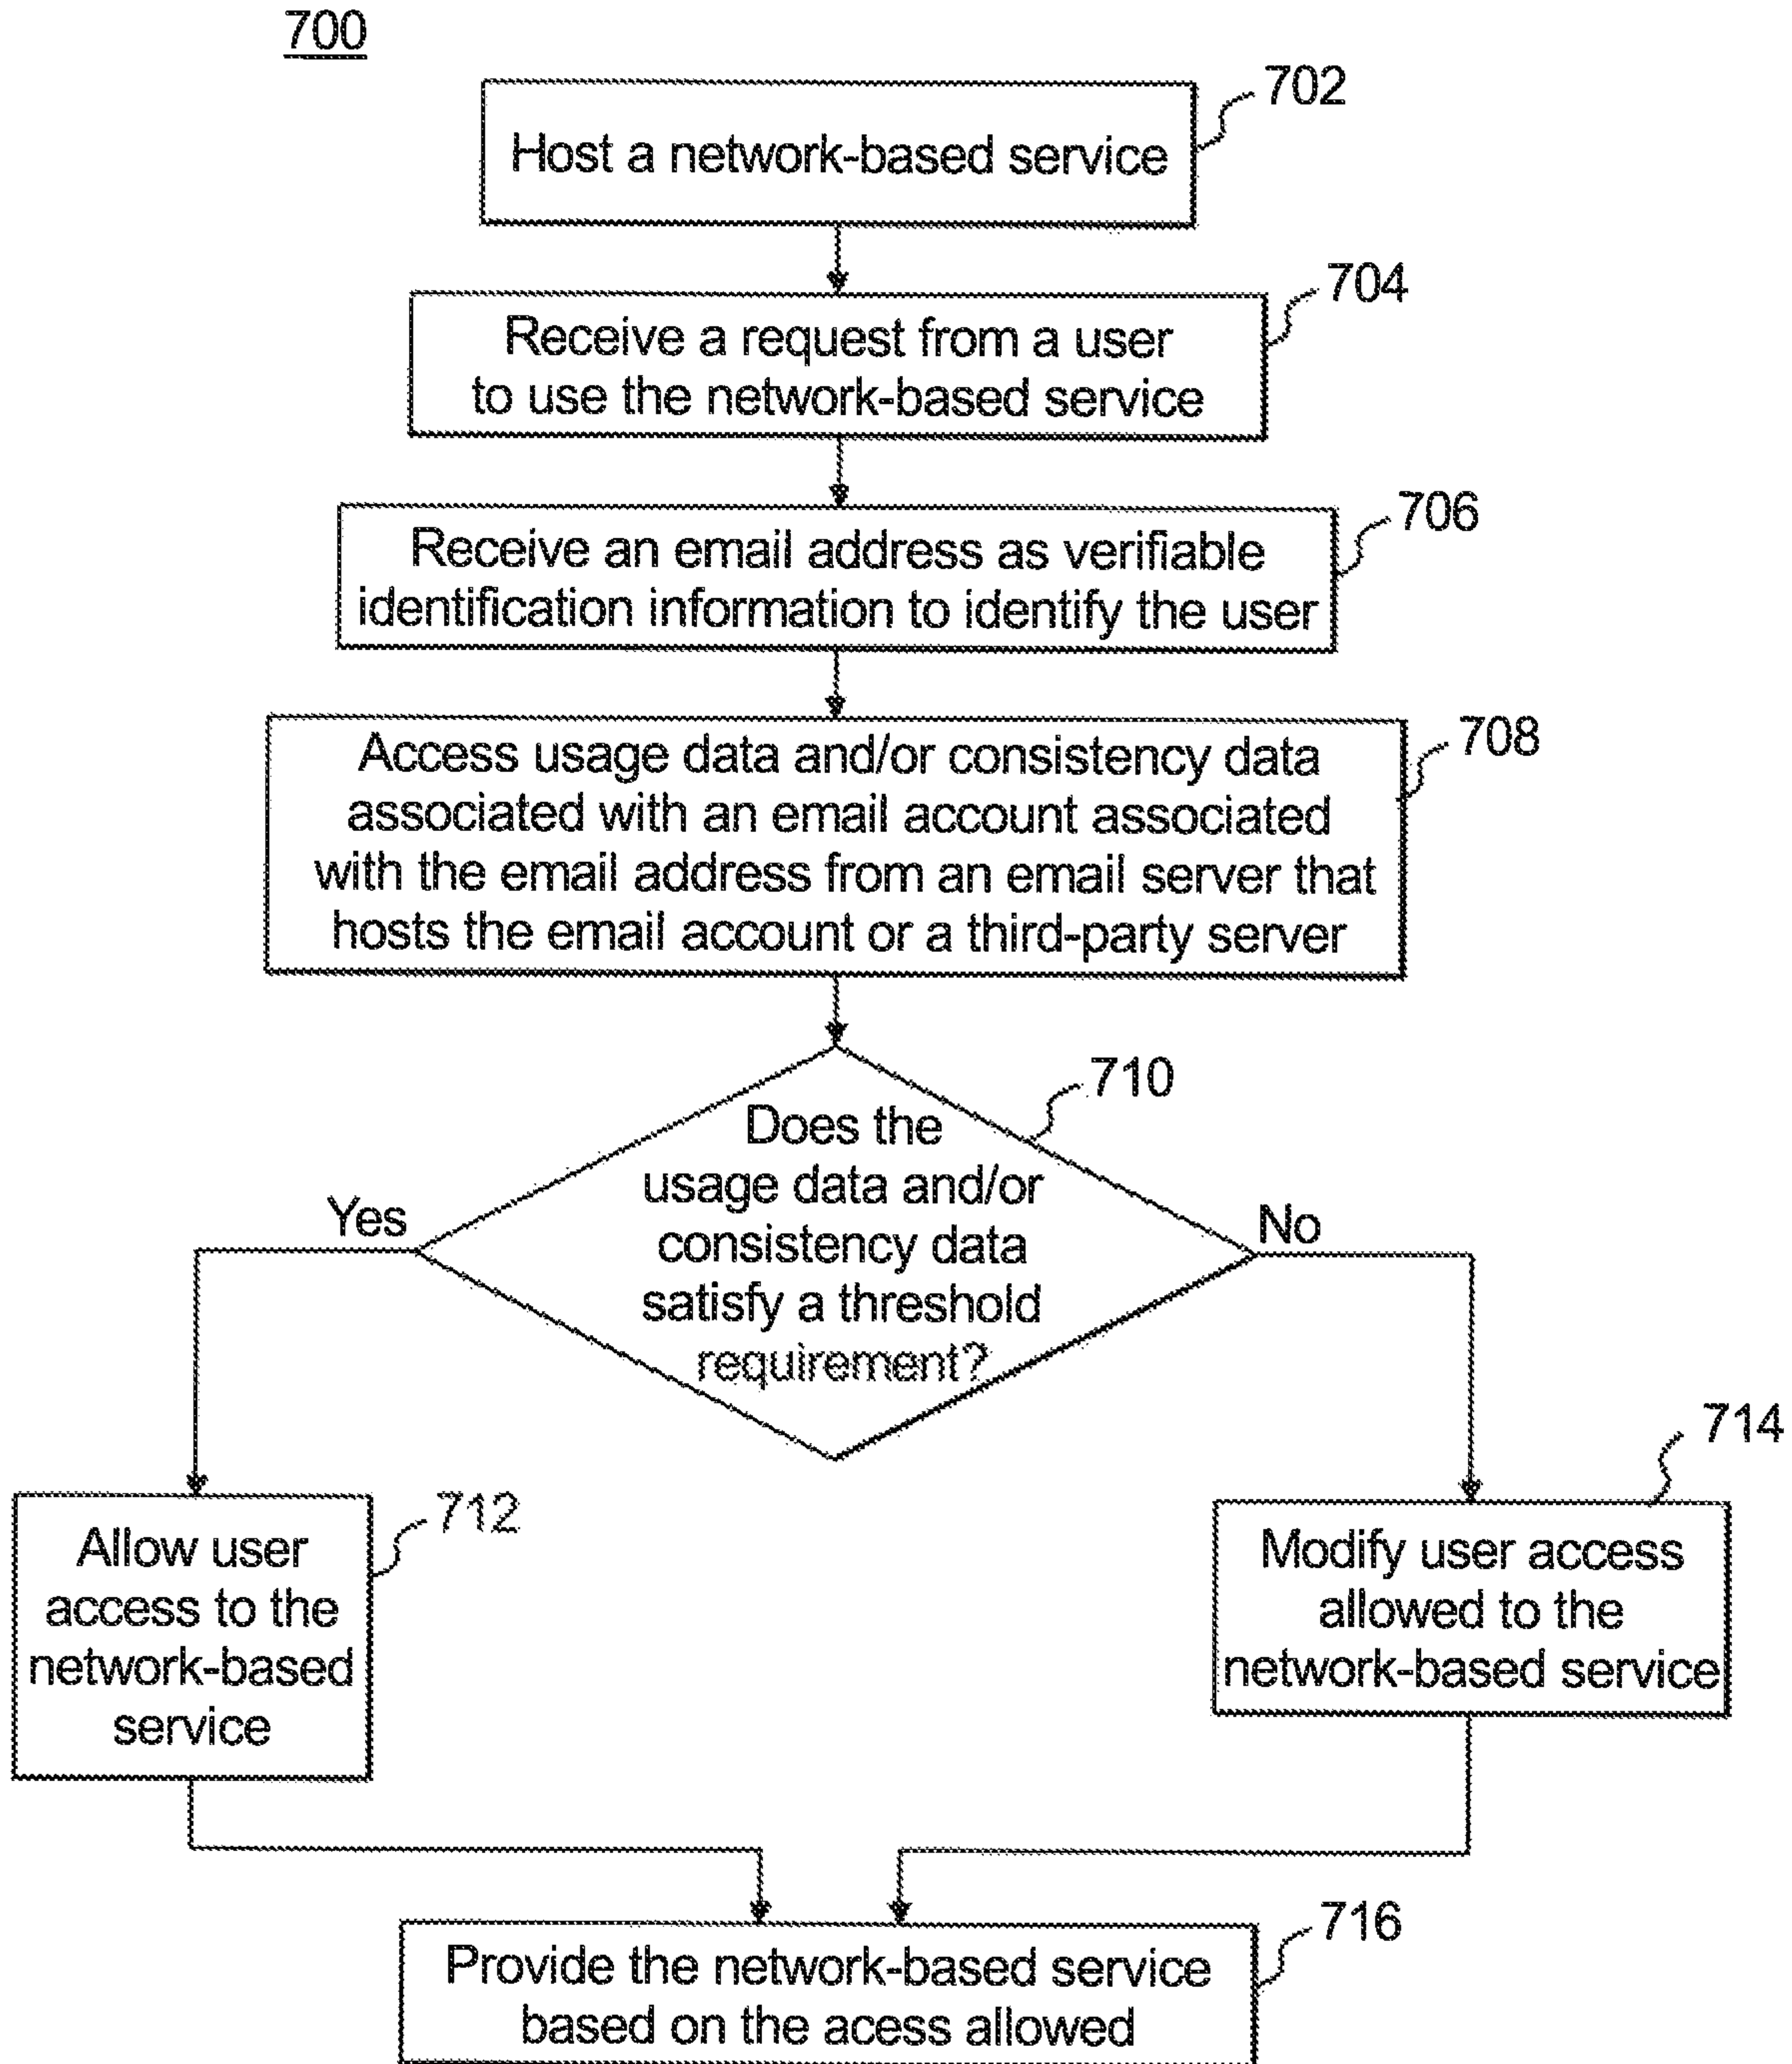 700
702
Host a network-based service
704
Receive a request from a user
to use the network-based service
706
Receive an email address as verifiable
identification information to identify the user
708
Access usage data and/or consistency data
associated with an email account associated
with the email address from an email server that
hosts the email account or a third-party server
710
Does the
usage data and/or
consistency data
satisfy a threshold
requirement?
Yes
No
712
Allow user
access to the
network-based
service
714
Modify user access
allowed to the
network-based service
716
Provide the network-based service
based on the acess allowed